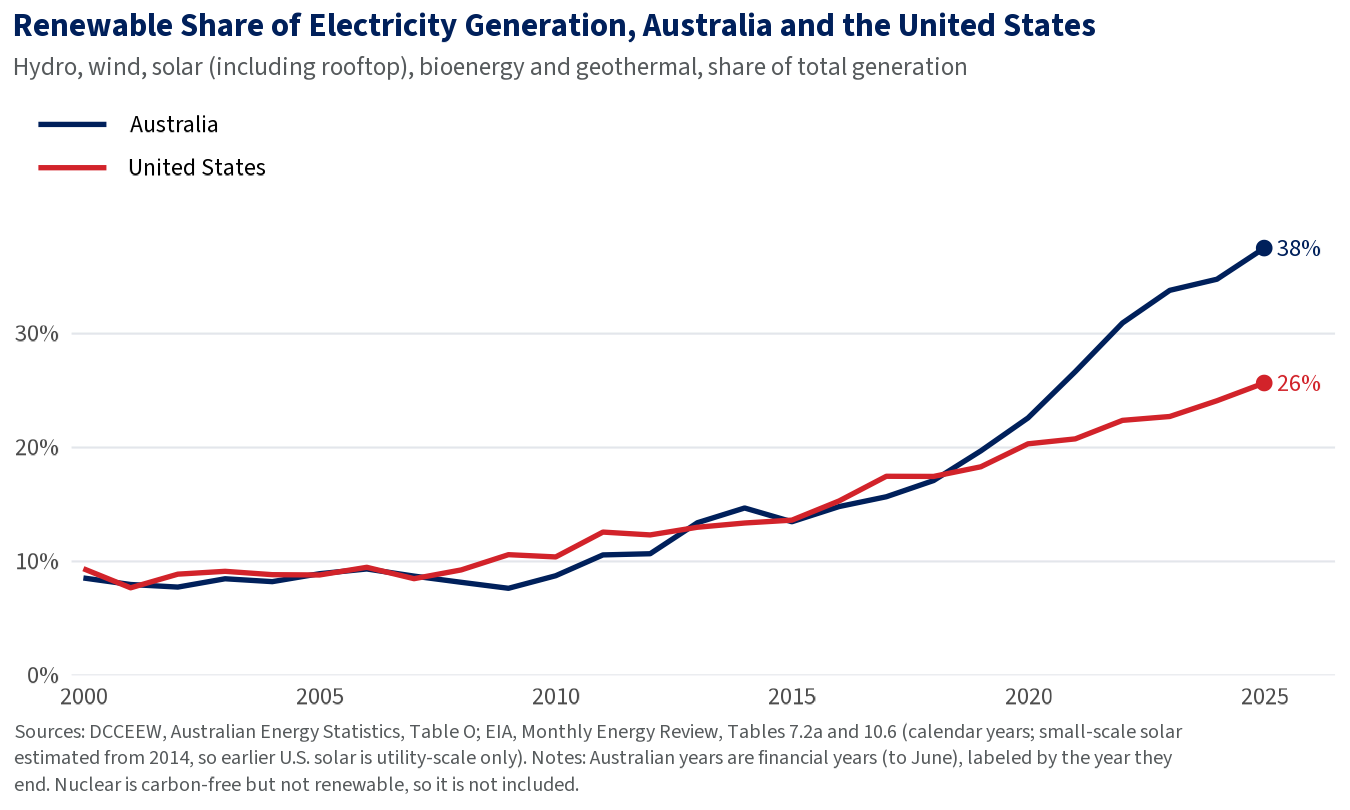 Renewable Share of Electricity Generation, Australia and the United States
Hydro, wind, solar (including rooftop), bioenergy and geothermal, share of total generation
Australia
United States
38%
30%
26%
20%
10%
0%
2000 2005 2010 2015 2020 2025
Sources: DCCEEW, Australian Energy Statistics, Table O; EIA, Monthly Energy Review, Tables 7.2a and 10.6 (calendar years; small-scale solar
estimated from 2014, so earlier U.S. solar is utility-scale only). Notes: Australian years are financial years (to June), labeled by the year they
end. Nuclear is carbon-free but not renewable, so it is not included.